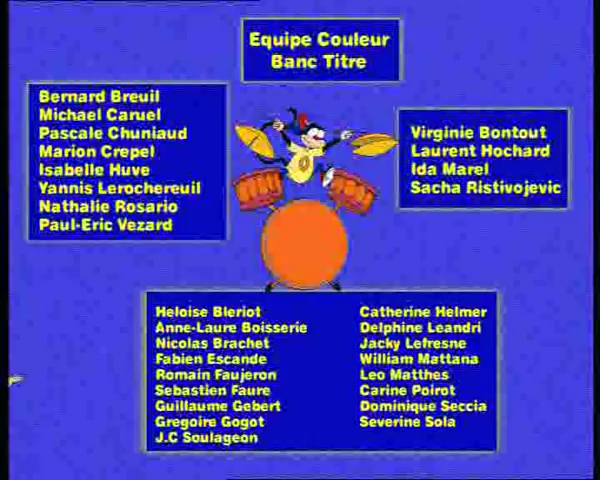 Equipe Couleur
Banc Titre
Bernard Breuil
Michael Caruel
Pascale Chuniaud
Marion Crepel
Isabelle Huve
Yannis Lerochereuil
Nathalie Rosario
Paul-Eric Vezard
Virginie Bontout
Laurent Hochard
Ida Marel
Sacha Ristivojevic
Heloise Bleriot
Anne-Laure Boisserie
Nicolas Brachet
Fabien Escande
Romain Faujeron
Sebastien Faure
Guillaume Gebert
Gregoire Gogot
J.C Soulageon
Catherine Helmer
Delphine Leandri
Jacky Lefresne
William Mattana
Leo Matthes
Carine Poirot
Dominique Seccia
Severine Sola